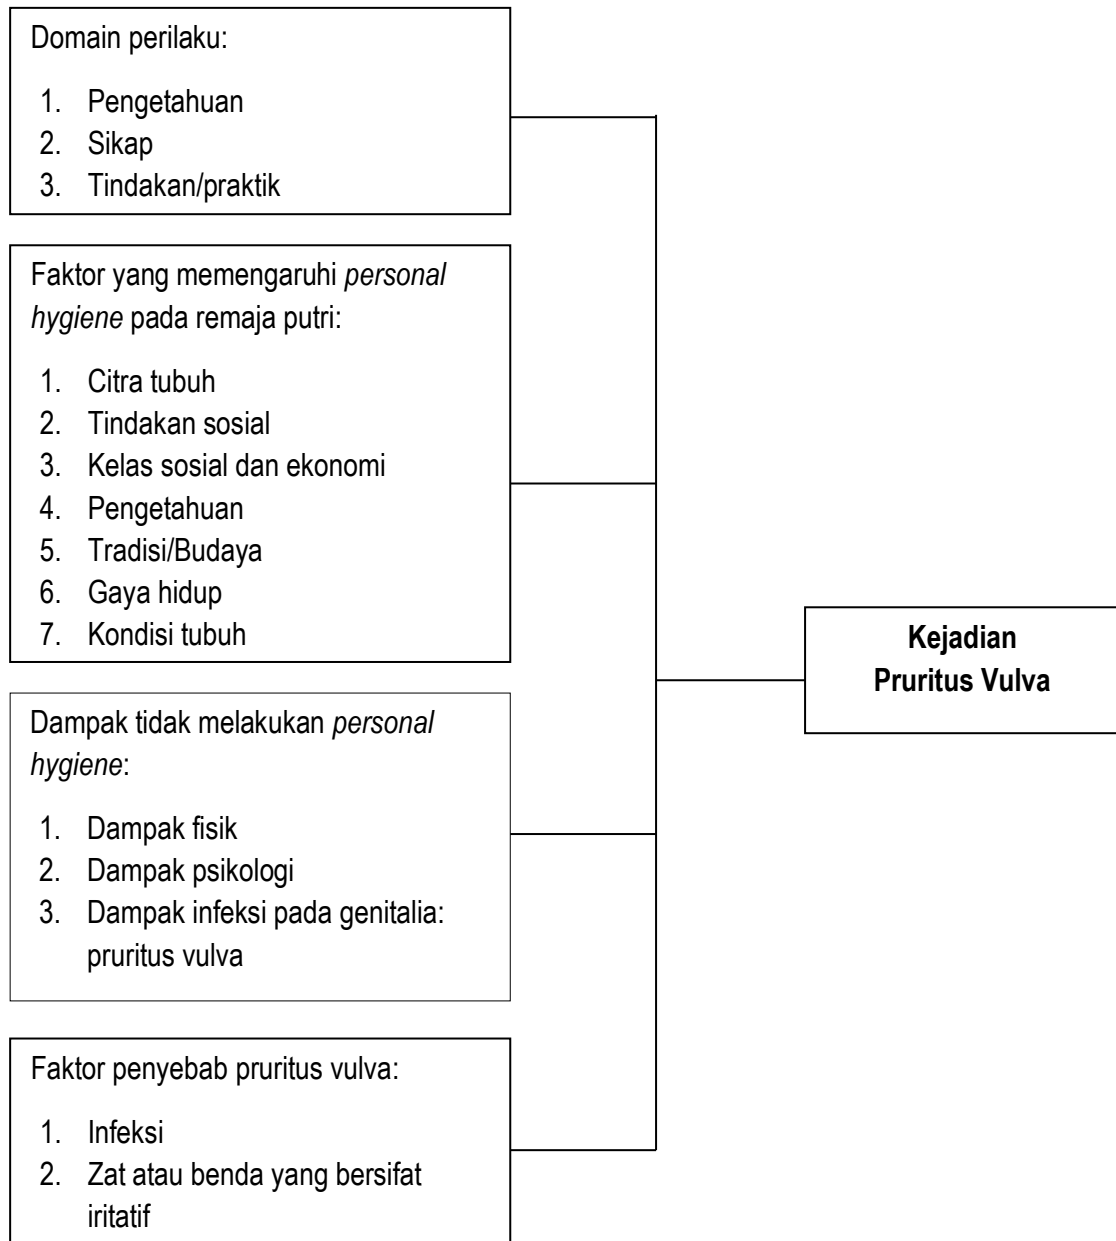 Domain perilaku:
1. Pengetahuan
2. Sikap
3. Tindakan/praktik
Faktor yang memengaruhi personal
hygiene pada remaja putri:
1. Citra tubuh
2. Tindakan sosial
3. Kelas sosial dan ekonomi
4. Pengetahuan
5. Tradisi/Budaya
6. Gaya hidup
7. Kondisi tubuh
Dampak tidak melakukan personal
hygiene:
1. Dampak fisik
2. Dampak psikologi
3. Dampak infeksi pada genitalia:
pruritus vulva
Faktor penyebab pruritus vulva:
1. Infeksi
2. Zat atau benda yang bersifat
iritatif
Kejadian
Pruritus Vulva